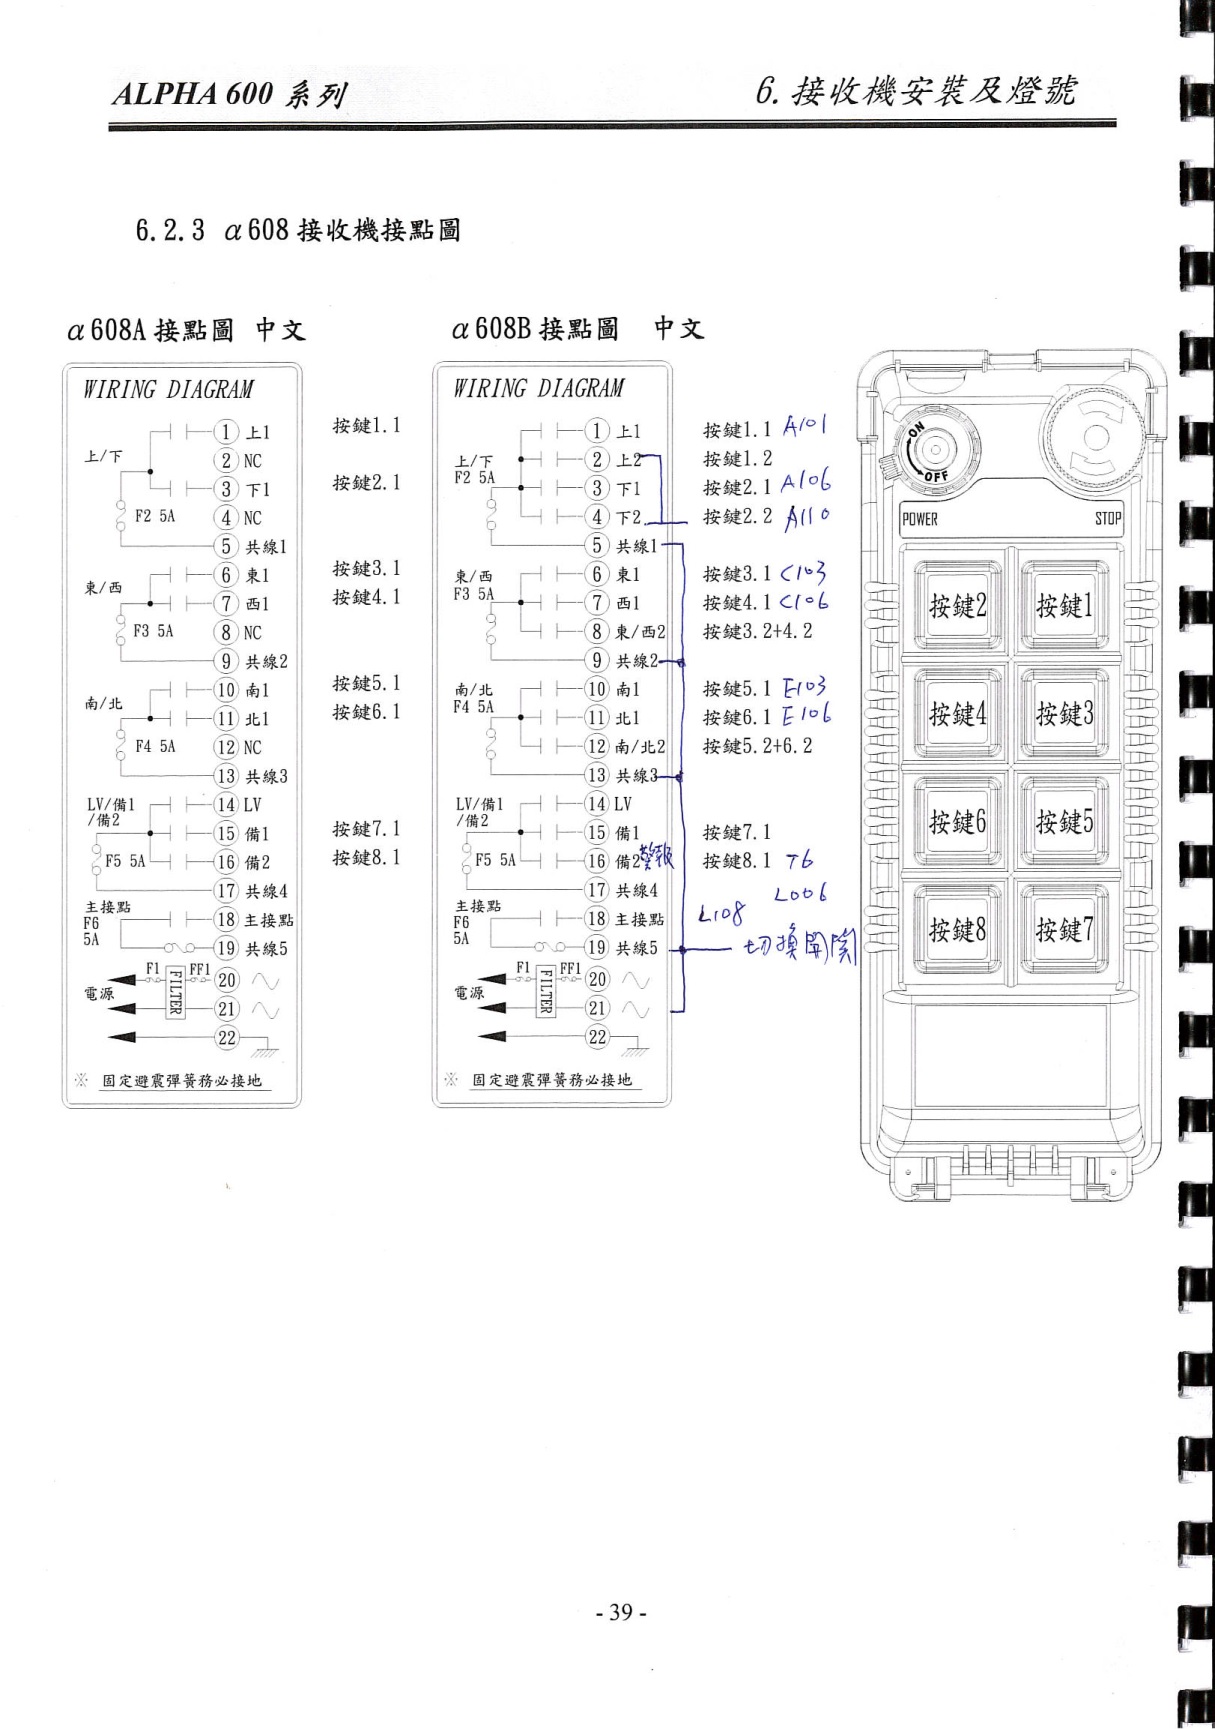 ALPHA 600 系列
6. 接收機安裝及燈號
6.2.3 α608 接收機接點圖
α608A 接點圖 中文
WIRING DIAGRAM
上/下
F2 5A
① 上1 按鍵1.1
② NC
③ 下1 按鍵2.1
④ NC
⑤ 共線1
東/西
F3 5A
⑥ 東1 按鍵3.1
⑦ 西1 按鍵4.1
⑧ NC
⑨ 共線2
南/北
F4 5A
⑩ 南1 按鍵5.1
⑪ 北1 按鍵6.1
⑫ NC
⑬ 共線3
LV/備1
/備2
F5 5A
⑭ LV
⑮ 備1 按鍵7.1
⑯ 備2 按鍵8.1
⑰ 共線4
主接點
F6
5A
⑱ 主接點
⑲ 共線5
電源
F1 FILTER FF1
⑳
㉑
㉒
※ 固定避震彈簧務必接地
α608B 接點圖 中文
WIRING DIAGRAM
上/下
F2 5A
① 上1 按鍵1.1 A101
② 上2 按鍵1.2
③ 下1 按鍵2.1 A106
④ 下2 按鍵2.2 A110
⑤ 共線1
東/西
F3 5A
⑥ 東1 按鍵3.1 C103
⑦ 西1 按鍵4.1 C106
⑧ 東/西2 按鍵3.2+4.2
⑨ 共線2
南/北
F4 5A
⑩ 南1 按鍵5.1 E103
⑪ 北1 按鍵6.1 E106
⑫ 南/北2 按鍵5.2+6.2
⑬ 共線3
LV/備1
/備2
F5 5A
⑭ LV
⑮ 備1 按鍵7.1
⑯ 備2 警報 按鍵8.1 T6
⑰ 共線4 L006
主接點
F6
5A
⑱ 主接點 L108
⑲ 共線5 切換開關
電源
F1 FILTER FF1
⑳
㉑
㉒
※ 固定避震彈簧務必接地
ON
OFF
POWER STOP
按鍵2 按鍵1
按鍵4 按鍵3
按鍵6 按鍵5
按鍵8 按鍵7
- 39 -